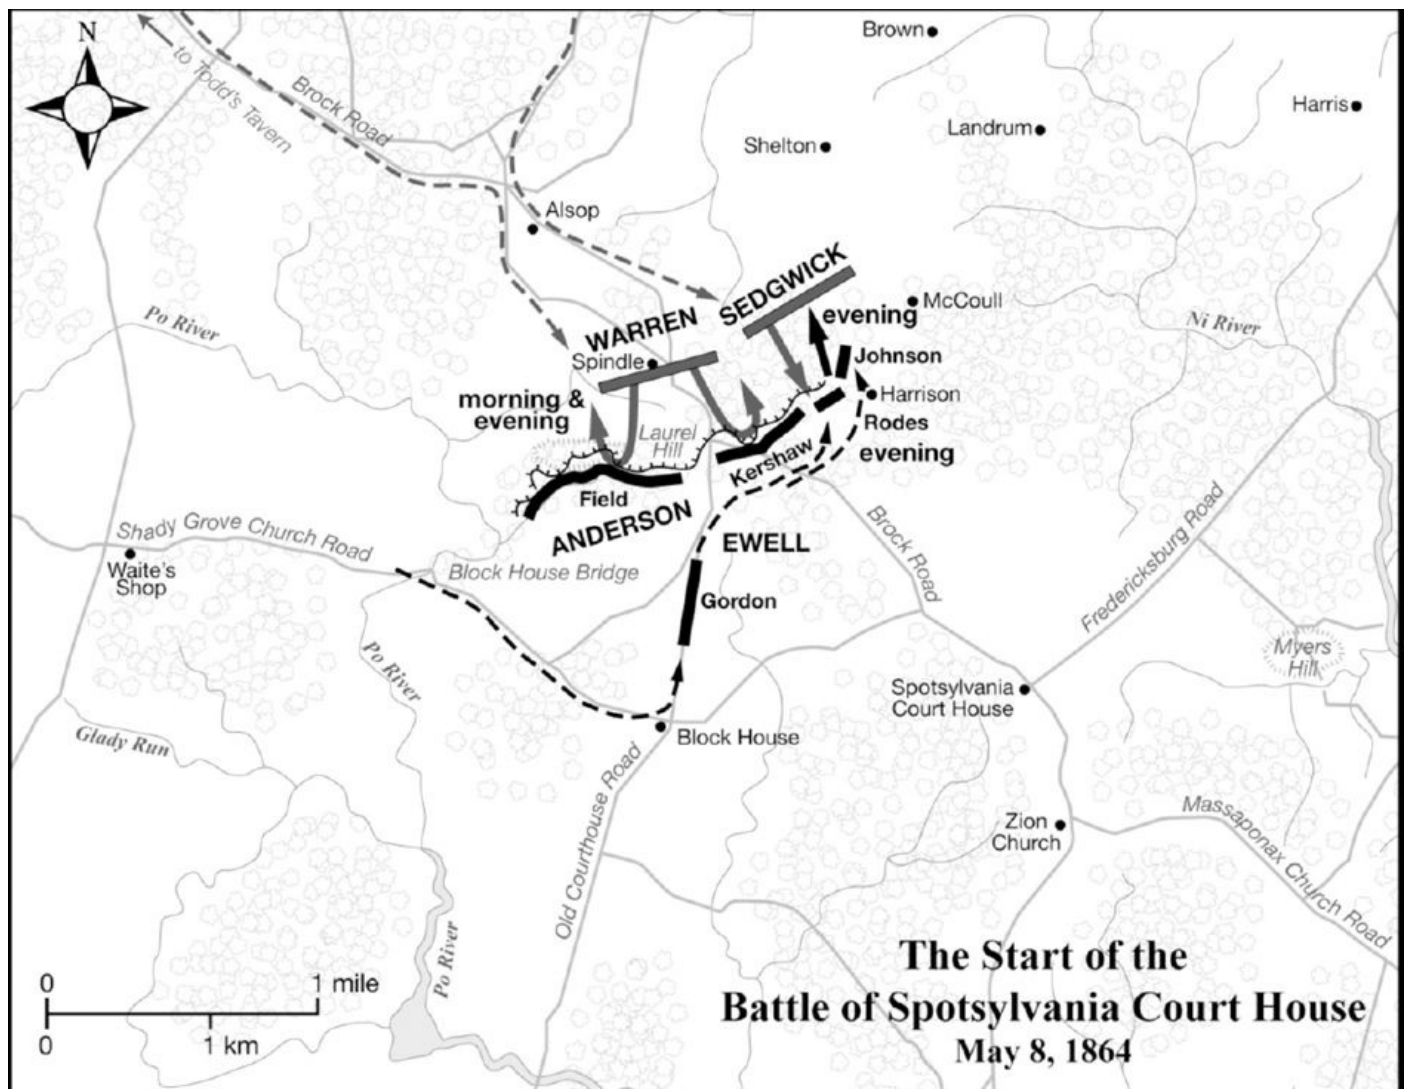 N
to Todd's Tavern
Brock Road
Brown
Harris
Landrum
Shelton
Alsop
SEDGWICK
McCoull
evening
Po River
Ni River
WARREN
Spindle
Johnson
Harrison
morning &
evening
Rodes
evening
Laurel
Hill
Kershaw
Field
ANDERSON
EWELL
Shady Grove Church Road
Waite's
Shop
Block House Bridge
Gordon
Brock Road
Fredericksburg Road
Myers
Hill
Po River
Spotsylvania
Court House
Glady Run
Block House
Old Courthouse Road
Zion
Church
Massaponax Church Road
Po River
The Start of the
Battle of Spotsylvania Court House
May 8, 1864
0 1 mile
0 1 km